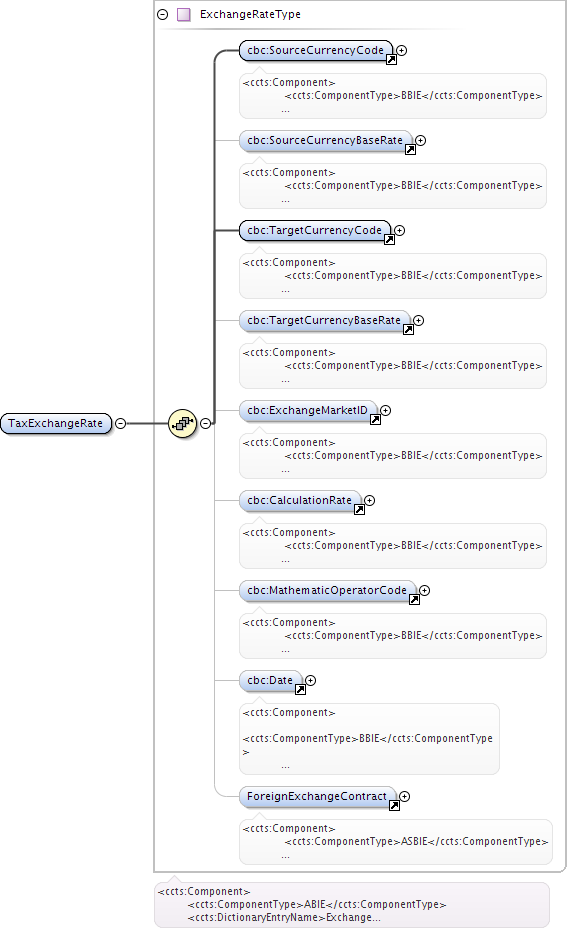 ExchangeRateType
cbc:SourceCurrencyCode
<ccts:Component>
<ccts:ComponentType>BBIE</ccts:ComponentType>
...
cbc:SourceCurrencyBaseRate
<ccts:Component>
<ccts:ComponentType>BBIE</ccts:ComponentType>
...
cbc:TargetCurrencyCode
<ccts:Component>
<ccts:ComponentType>BBIE</ccts:ComponentType>
...
cbc:TargetCurrencyBaseRate
<ccts:Component>
<ccts:ComponentType>BBIE</ccts:ComponentType>
...
TaxExchangeRate
cbc:ExchangeMarketID
<ccts:Component>
<ccts:ComponentType>BBIE</ccts:ComponentType>
...
cbc:CalculationRate
<ccts:Component>
<ccts:ComponentType>BBIE</ccts:ComponentType>
...
cbc:MathematicOperatorCode
<ccts:Component>
<ccts:ComponentType>BBIE</ccts:ComponentType>
...
cbc:Date
<ccts:Component>
<ccts:ComponentType>BBIE</ccts:ComponentType
>
...
ForeignExchangeContract
<ccts:Component>
<ccts:ComponentType>ASBIE</ccts:ComponentType>
...
<ccts:Component>
<ccts:ComponentType>ABIE</ccts:ComponentType>
<ccts:DictionaryEntryName>Exchange...